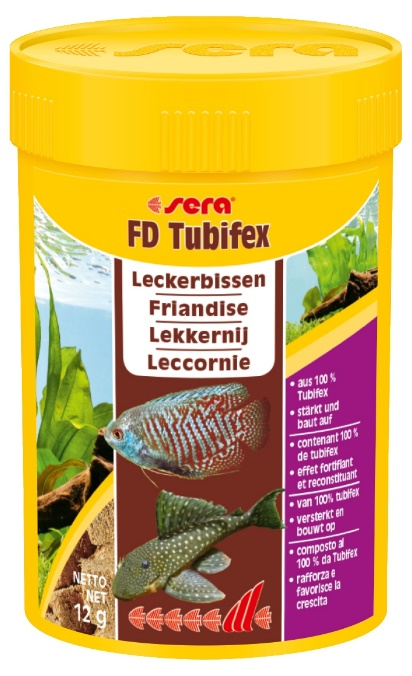 sera
sera®
FD Tubifex
Leckerbissen
Friandise
Lekkernij
Leccornie
• aus 100 %
Tubifex
• stärkt und
baut auf
• contenant 100 %
de tubifex
• effet fortifiant
et reconstituant
• van 100% tubifex
• versterkt en
bouwt op
• composto al
100 % da Tubifex
• rafforza e
favorisce la
crescita
NETTO
NET
12 g